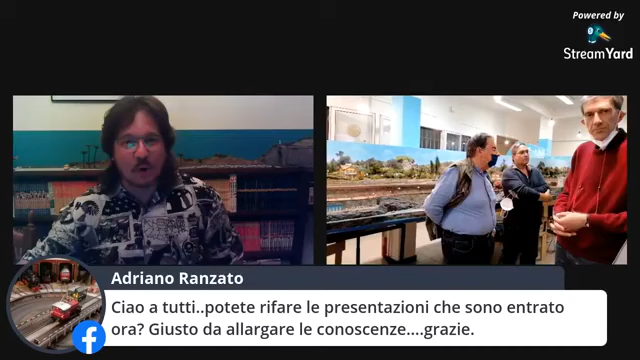 Powered by
StreamYard
Adriano Ranzato
Ciao a tutti..potete rifare le presentazioni che sono entrato
ora? Giusto da allargare le conoscenze....grazie.